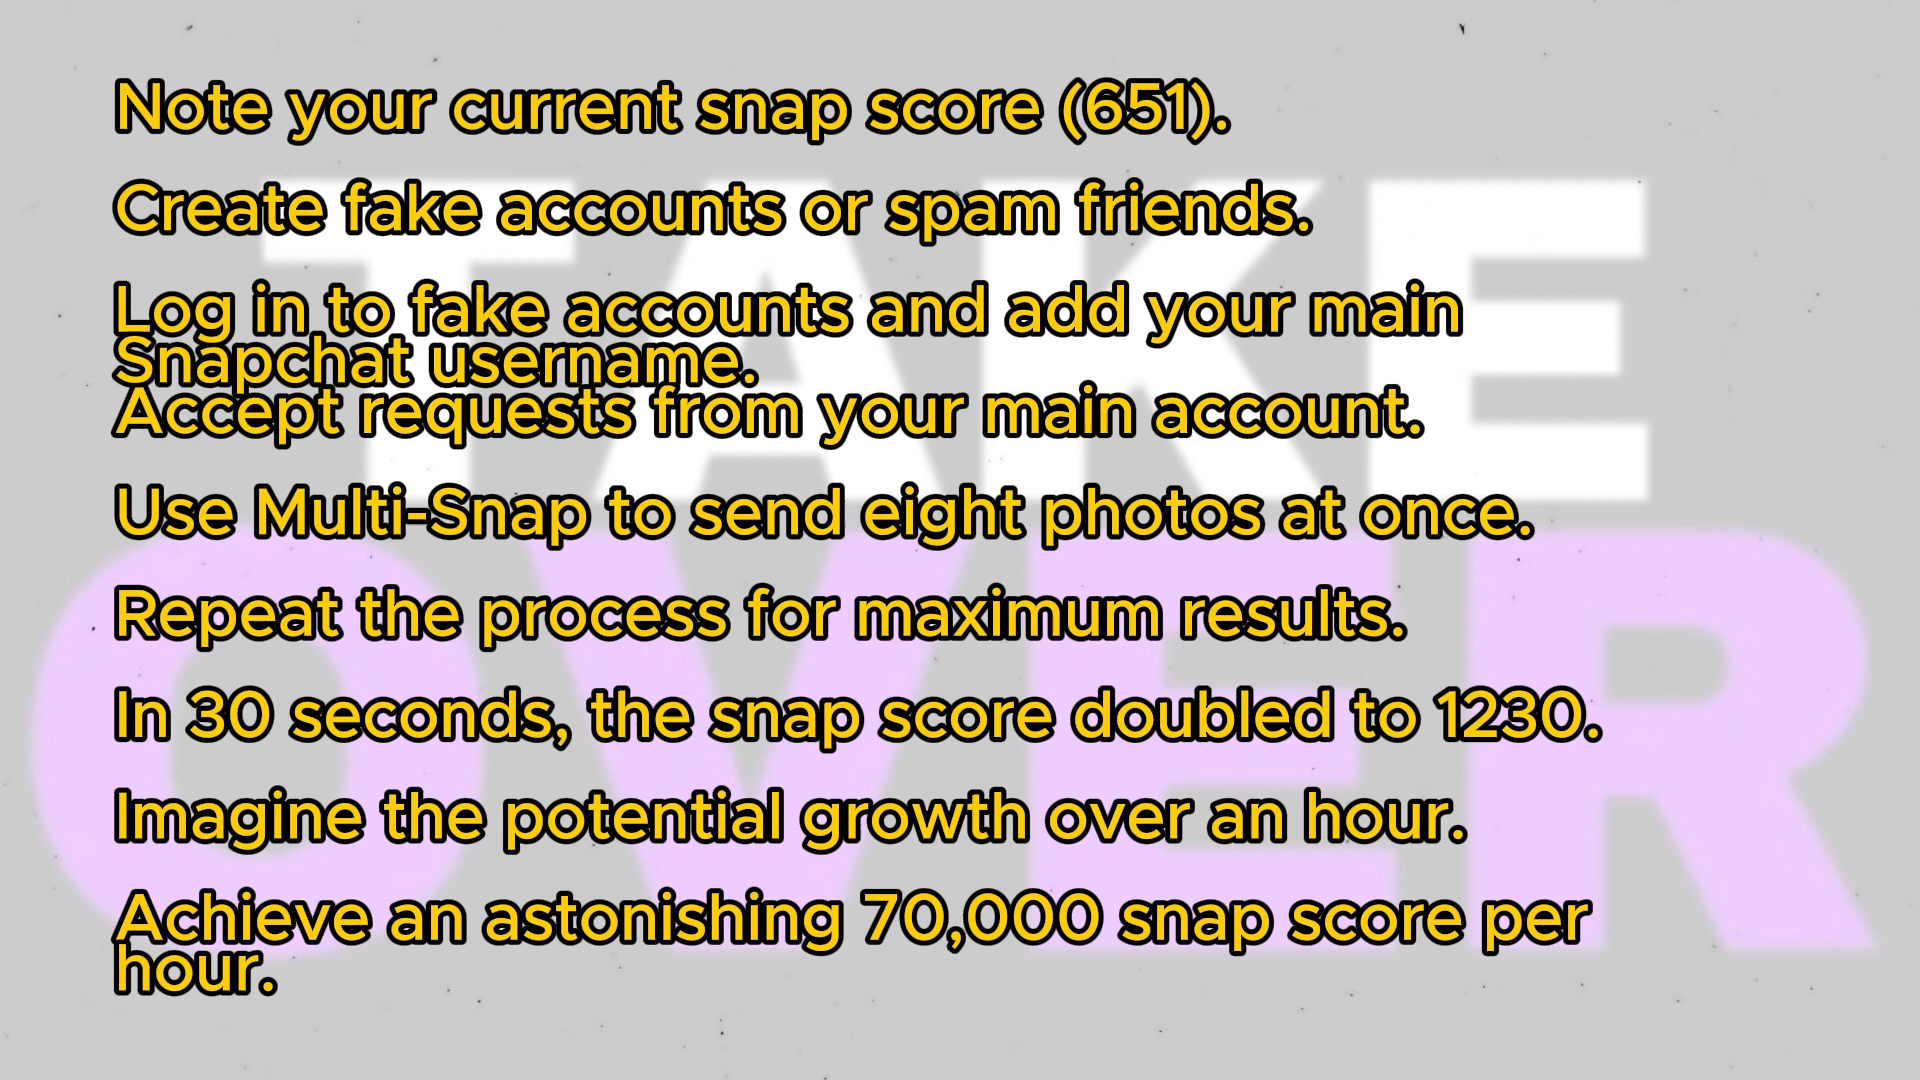 Note your current snap score (651).
Create fake accounts or spam friends.
Log in to fake accounts and add your main
Snapchat username.
Accept requests from your main account.
Use Multi-Snap to send eight photos at once.
Repeat the process for maximum results.
In 30 seconds, the snap score doubled to 1230.
Imagine the potential growth over an hour.
Achieve an astonishing 70,000 snap score per
hour.
TAKE
OVER